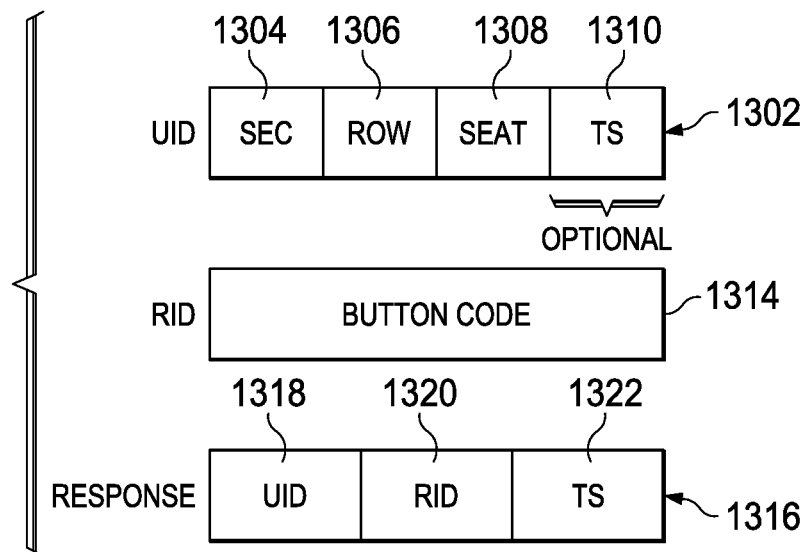 1304 1306 1308 1310
UID SEC ROW SEAT TS 1302
OPTIONAL
RID BUTTON CODE 1314
1318 1320 1322
RESPONSE UID RID TS 1316